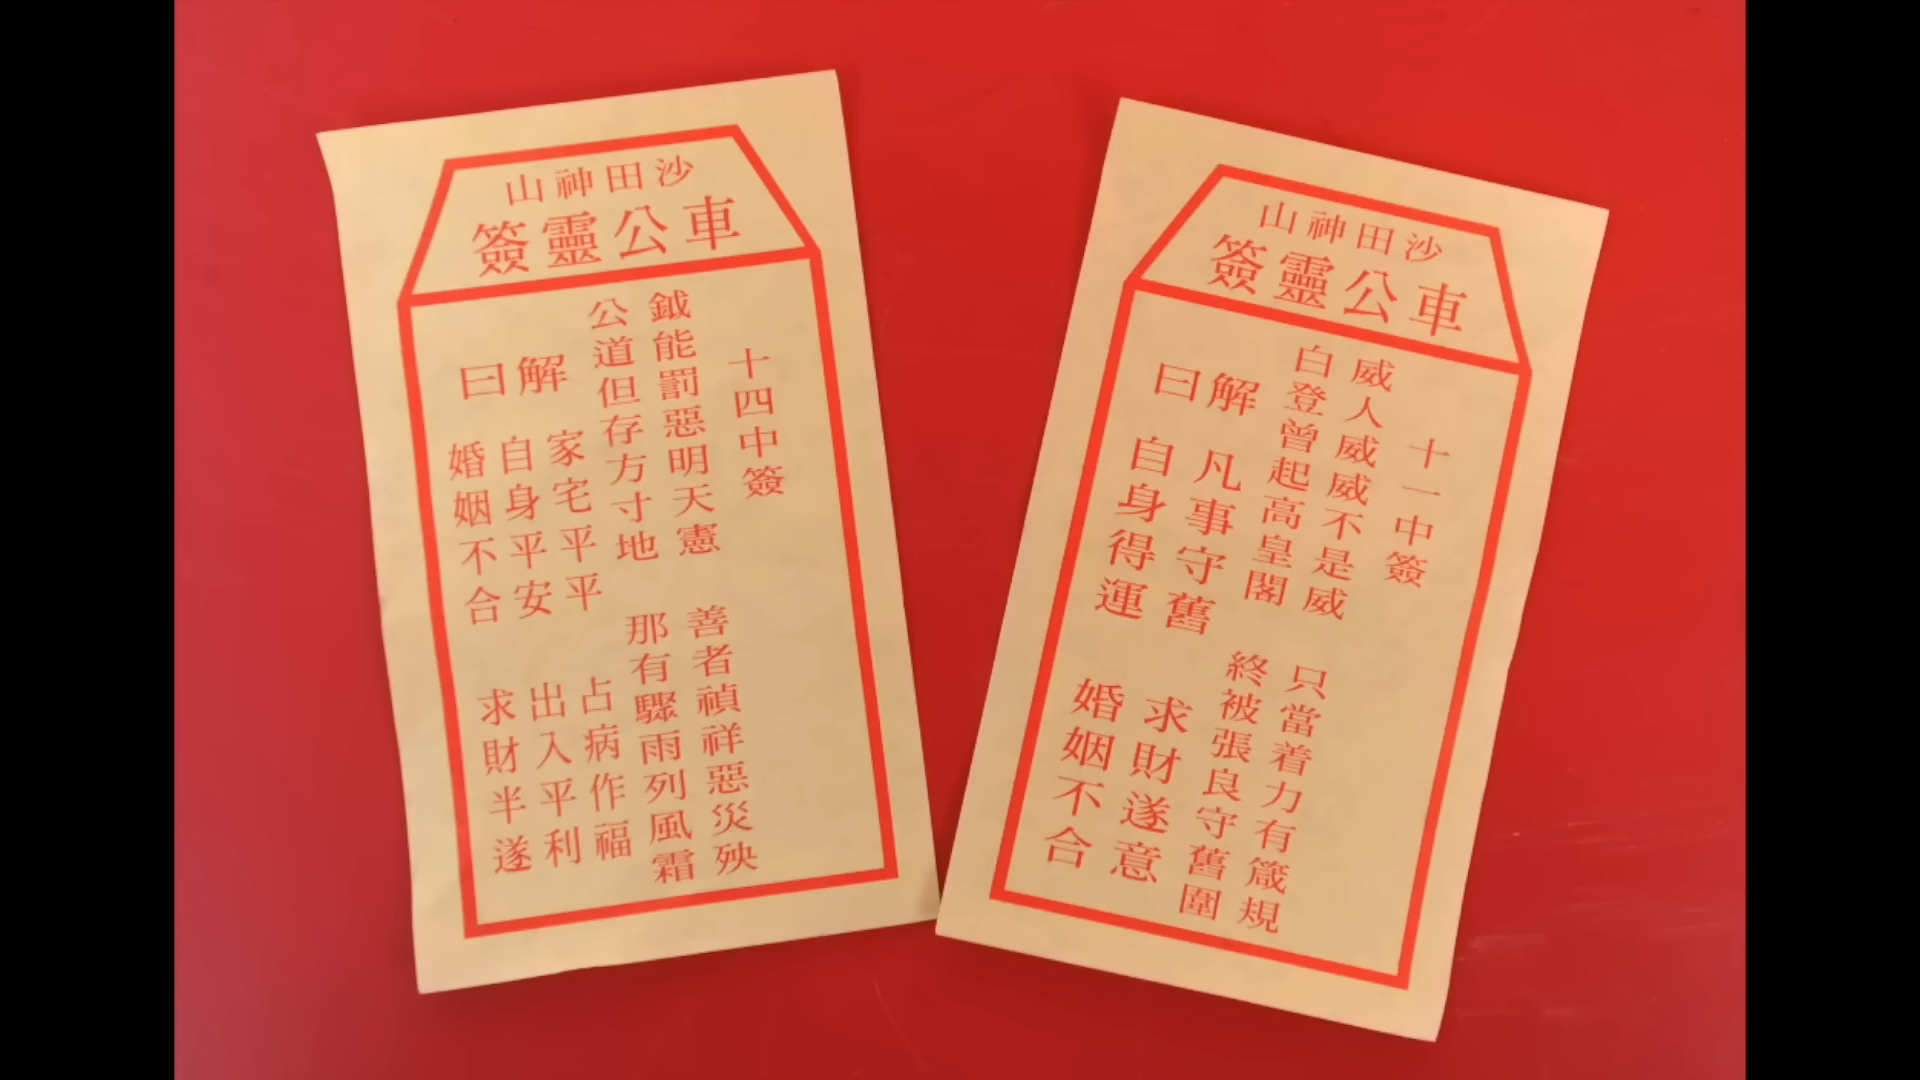 沙田神山
車公靈簽
十四中簽
鉞能罰惡明天憲 善者禎祥惡災殃
公道但存方寸地 那有驟雨列風霜
解曰
家宅平平 占病作福
自身平安 出入平利
婚姻不合 求財半遂
沙田神山
車公靈簽
十一中簽
威人威威不是威 只當着力有箴規
白登曾起高皇閣 終被張良守舊圍
解曰
凡事守舊 求財遂意
自身得運 婚姻不合